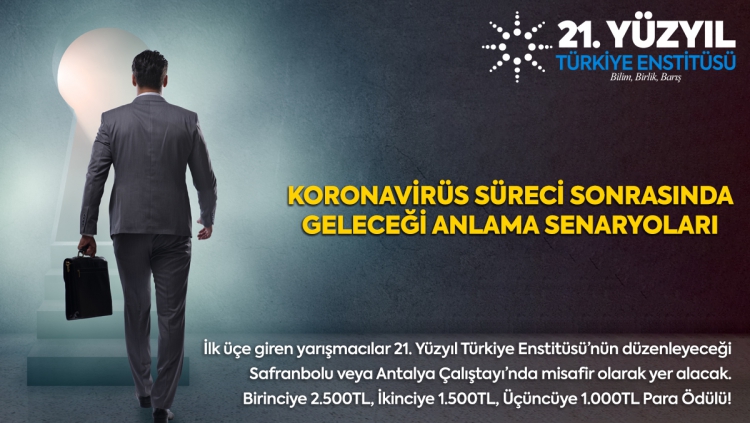 21. YÜZYIL
TÜRKİYE ENSTİTÜSÜ
Bilim, Birlik, Barış
KORONAVİRÜS SÜRECİ SONRASINDA
GELECEĞİ ANLAMA SENARYOLARI
İlk üçe giren yarışmacılar 21. Yüzyıl Türkiye Enstitüsü'nün düzenleyeceği
Safranbolu veya Antalya Çalıştayı'nda misafir olarak yer alacak.
Birinciye 2.500TL, İkinciye 1.500TL, Üçüncüye 1.000TL Para Ödülü!